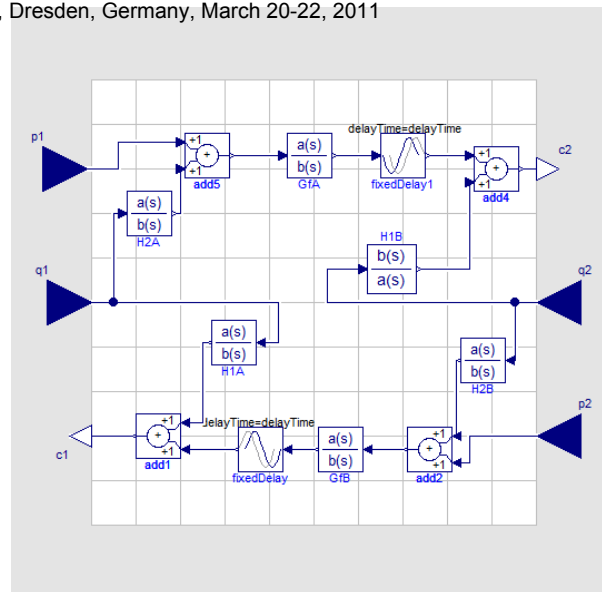 , Dresden, Germany, March 20-22, 2011
delayTime=delayTime
p1
+1
+1
add5
a(s)
b(s)
GfA
fixedDelay1
+1
+1
add4
c2
a(s)
b(s)
H2A
H1B
b(s)
a(s)
q1
q2
a(s)
b(s)
H1A
a(s)
b(s)
H2B
p2
+1
+1
add1
c1
delayTime=delayTime
fixedDelay
a(s)
b(s)
GfB
+1
+1
add2